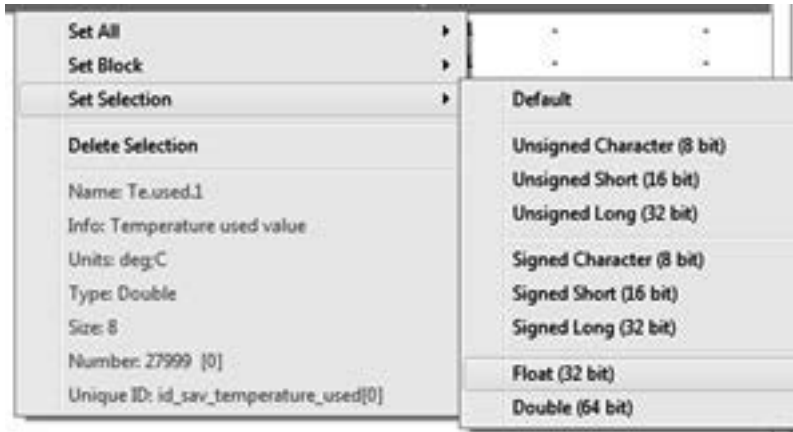 Set All
Set Block
Set Selection
Delete Selection
Name: Te.used.1
Info: Temperature used value
Units: deg;C
Type: Double
Size: 8
Number: 27999 [0]
Unique ID: id_sav_temperature_used[0]
Default
Unsigned Character (8 bit)
Unsigned Short (16 bit)
Unsigned Long (32 bit)
Signed Character (8 bit)
Signed Short (16 bit)
Signed Long (32 bit)
Float (32 bit)
Double (64 bit)